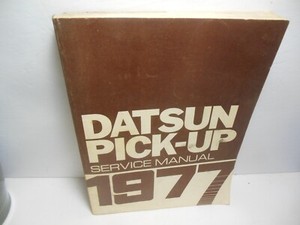 DATSUN
PICK-UP
SERVICE MANUAL
1977